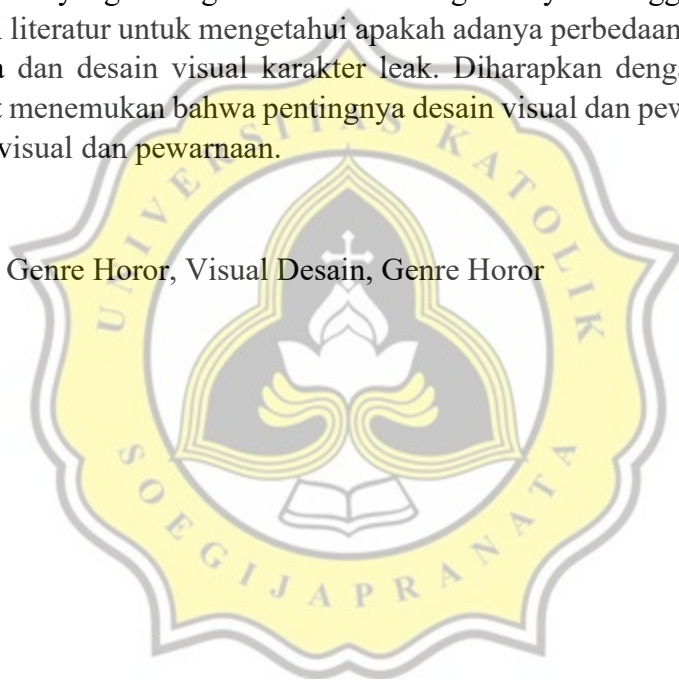 literatur untuk mengetahui apakah adanya perbedaan
dan desain visual karakter leak. Diharapkan denga
menemukan bahwa pentingnya desain visual dan pew
visual dan pewarnaan.
Genre Horor, Visual Desain, Genre Horor
UNIVERSITAS KATOLIK
SOEGIJAPRANATA